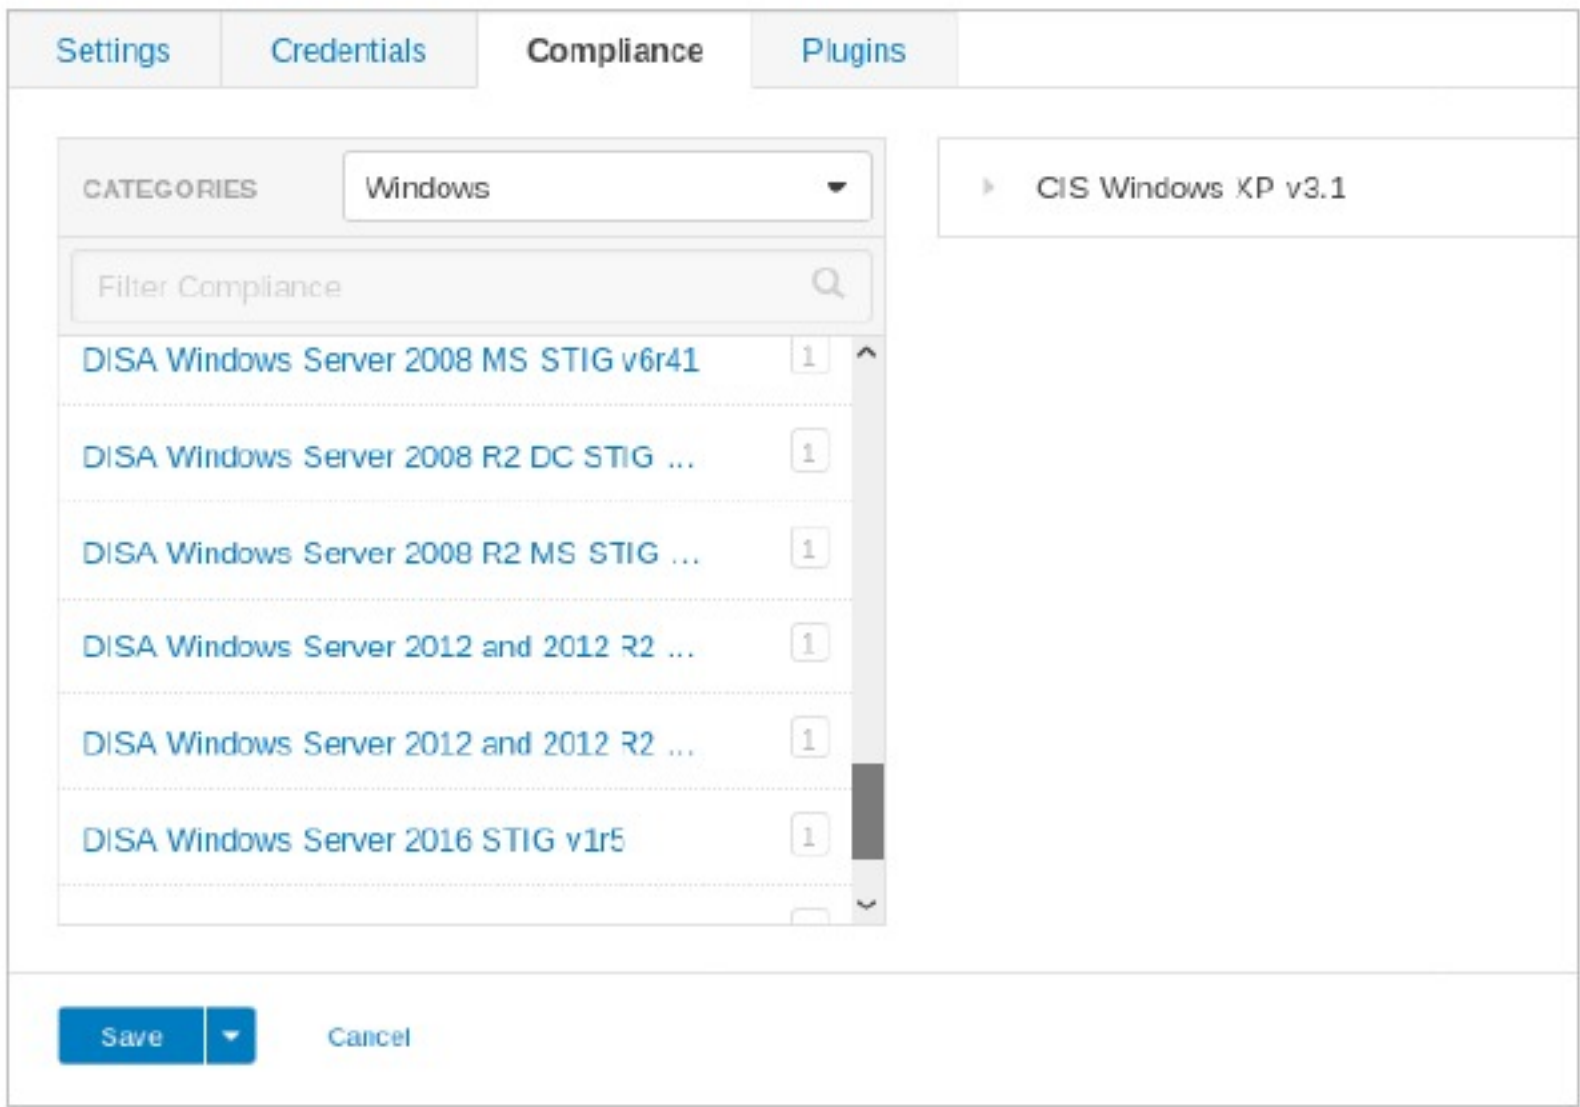 Settings Credentials Compliance Plugins
CATEGORIES Windows
CIS Windows XP v3.1
Filter Compliance
DISA Windows Server 2008 MS STIG v6r41 1
DISA Windows Server 2008 R2 DC STIG ... 1
DISA Windows Server 2008 R2 MS STIG ... 1
DISA Windows Server 2012 and 2012 R2 ... 1
DISA Windows Server 2012 and 2012 R2 ... 1
DISA Windows Server 2016 STIG v1r5 1
Save Cancel